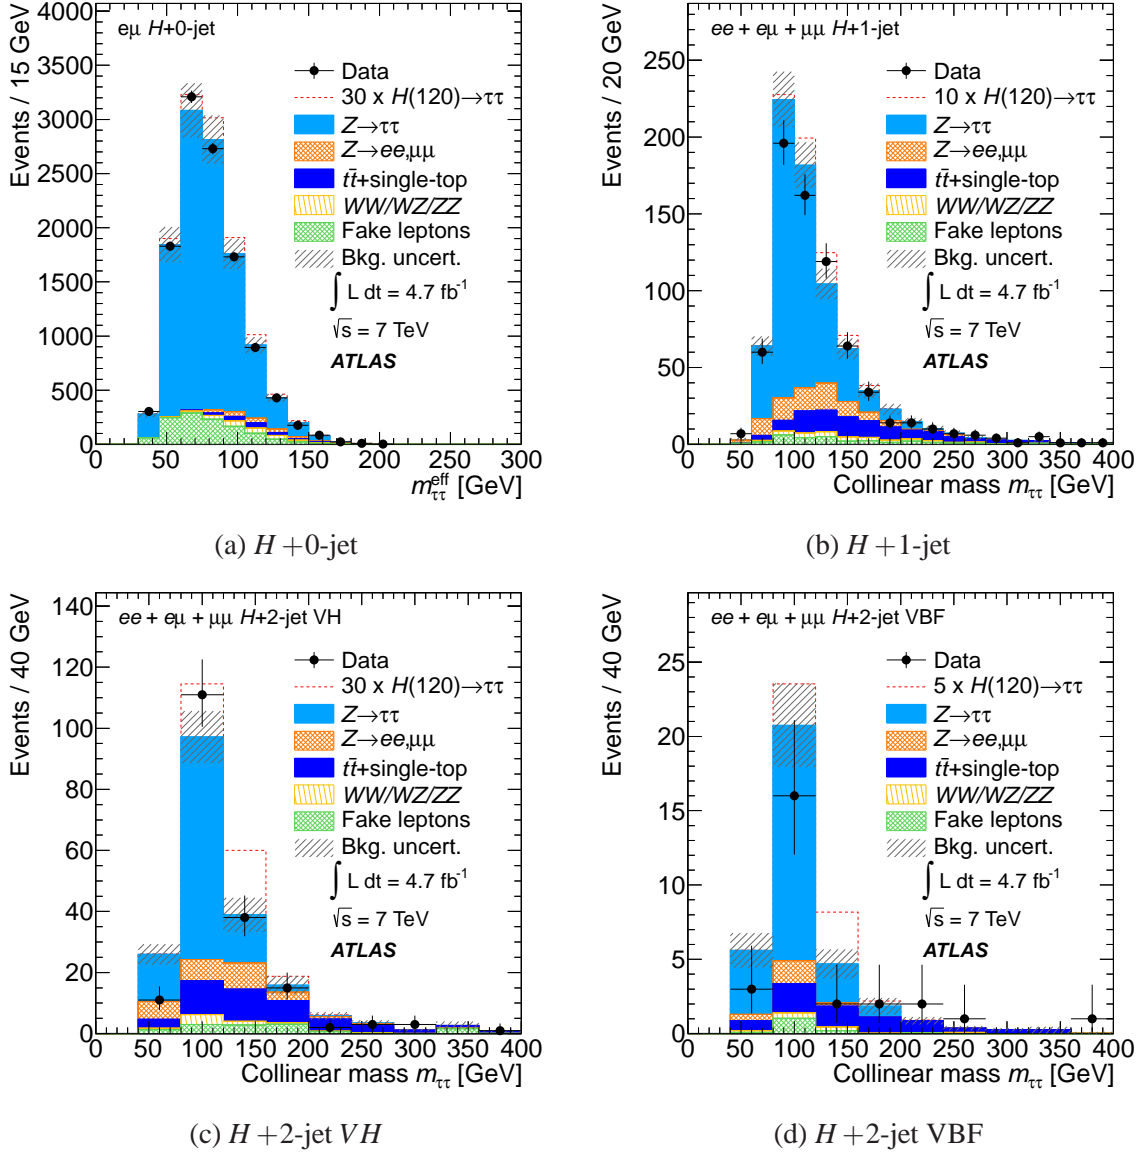 eμ H+0-jet
Events / 15 GeV
3500
3000
2500
2000
1500
1000
500
0
Data
30 x H(120)→ττ
Z→ττ
Z→ee,μμ
tt̄+single-top
WW/WZ/ZZ
Fake leptons
Bkg. uncert.
∫ L dt = 4.7 fb⁻¹
√s = 7 TeV
ATLAS
0 50 100 150 200 250 300
m_ττ^eff [GeV]
(a) H +0-jet
ee + eμ + μμ H+1-jet
Events / 20 GeV
250
200
150
100
50
0
Data
10 x H(120)→ττ
Z→ττ
Z→ee,μμ
tt̄+single-top
WW/WZ/ZZ
Fake leptons
Bkg. uncert.
∫ L dt = 4.7 fb⁻¹
√s = 7 TeV
ATLAS
0 50 100 150 200 250 300 350 400
Collinear mass m_ττ [GeV]
(b) H +1-jet
ee + eμ + μμ H+2-jet VH
Events / 40 GeV
140
120
100
80
60
40
20
0
Data
30 x H(120)→ττ
Z→ττ
Z→ee,μμ
tt̄+single-top
WW/WZ/ZZ
Fake leptons
Bkg. uncert.
∫ L dt = 4.7 fb⁻¹
√s = 7 TeV
ATLAS
0 50 100 150 200 250 300 350 400
Collinear mass m_ττ [GeV]
(c) H +2-jet VH
ee + eμ + μμ H+2-jet VBF
Events / 40 GeV
25
20
15
10
5
0
Data
5 x H(120)→ττ
Z→ττ
Z→ee,μμ
tt̄+single-top
WW/WZ/ZZ
Fake leptons
Bkg. uncert.
∫ L dt = 4.7 fb⁻¹
√s = 7 TeV
ATLAS
0 50 100 150 200 250 300 350 400
Collinear mass m_ττ [GeV]
(d) H +2-jet VBF